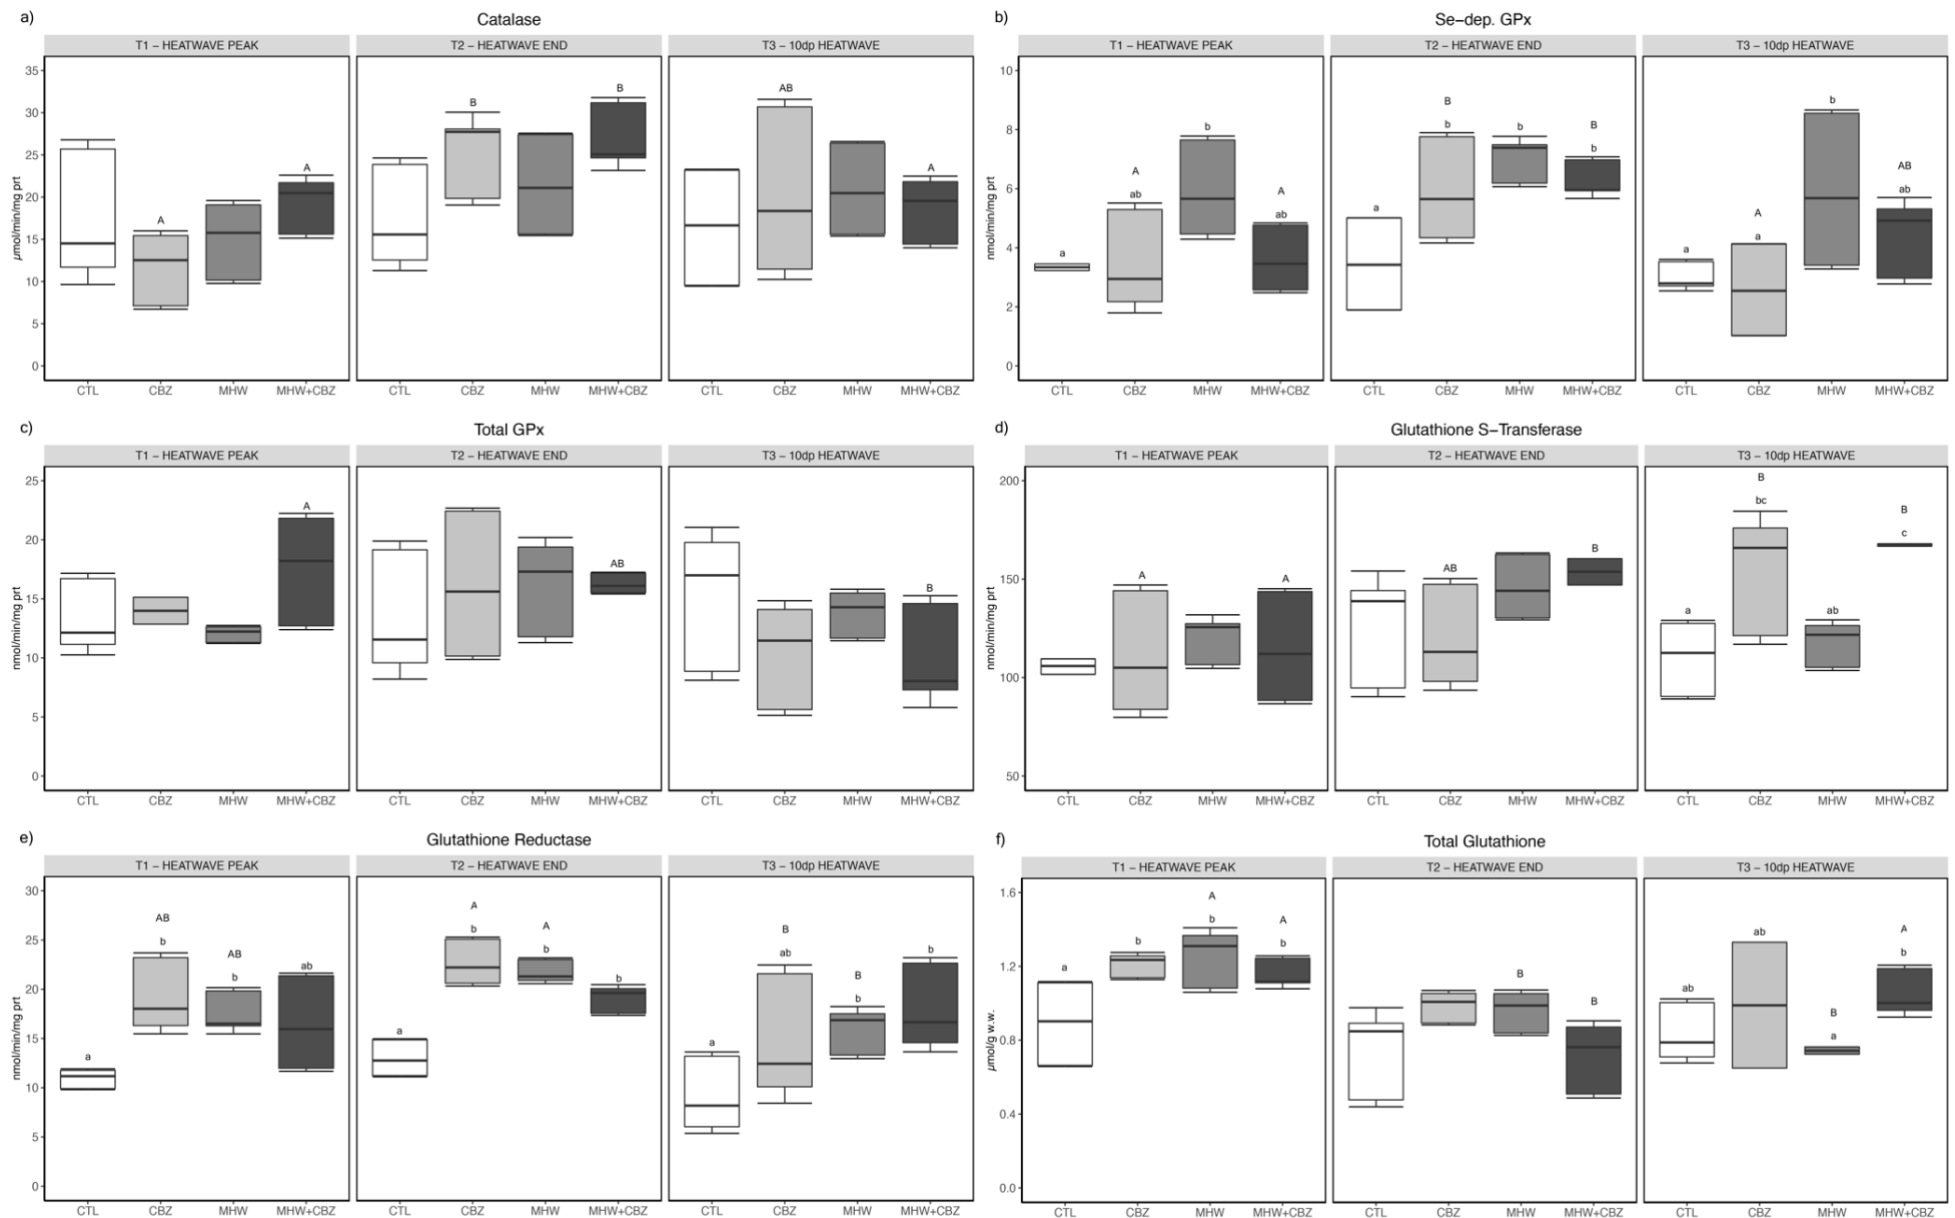 a)
Catalase
T1 – HEATWAVE PEAK
T2 – HEATWAVE END
T3 – 10dp HEATWAVE
µmol/min/mg prt
35
30
25
20
15
10
5
0
A
A
B
B
AB
A
CTL
CBZ
MHW
MHW+CBZ
CTL
CBZ
MHW
MHW+CBZ
CTL
CBZ
MHW
MHW+CBZ
b)
Se–dep. GPx
T1 – HEATWAVE PEAK
T2 – HEATWAVE END
T3 – 10dp HEATWAVE
nmol/min/mg prt
10
8
6
4
2
0
a
A
ab
b
A
ab
a
B
b
b
B
b
a
A
a
b
AB
ab
CTL
CBZ
MHW
MHW+CBZ
CTL
CBZ
MHW
MHW+CBZ
CTL
CBZ
MHW
MHW+CBZ
c)
Total GPx
T1 – HEATWAVE PEAK
T2 – HEATWAVE END
T3 – 10dp HEATWAVE
nmol/min/mg prt
25
20
15
10
5
0
A
AB
B
CTL
CBZ
MHW
MHW+CBZ
CTL
CBZ
MHW
MHW+CBZ
CTL
CBZ
MHW
MHW+CBZ
d)
Glutathione S–Transferase
T1 – HEATWAVE PEAK
T2 – HEATWAVE END
T3 – 10dp HEATWAVE
nmol/min/mg prt
200
150
100
50
A
A
AB
B
a
B
bc
ab
B
c
CTL
CBZ
MHW
MHW+CBZ
CTL
CBZ
MHW
MHW+CBZ
CTL
CBZ
MHW
MHW+CBZ
e)
Glutathione Reductase
T1 – HEATWAVE PEAK
T2 – HEATWAVE END
T3 – 10dp HEATWAVE
nmol/min/mg prt
30
25
20
15
10
5
0
a
AB
b
AB
b
ab
a
A
b
A
b
b
a
B
ab
B
b
b
CTL
CBZ
MHW
MHW+CBZ
CTL
CBZ
MHW
MHW+CBZ
CTL
CBZ
MHW
MHW+CBZ
f)
Total Glutathione
T1 – HEATWAVE PEAK
T2 – HEATWAVE END
T3 – 10dp HEATWAVE
µmol/g w.w.
1.6
1.2
0.8
0.4
0.0
a
b
A
b
A
b
B
B
ab
ab
B
a
A
b
CTL
CBZ
MHW
MHW+CBZ
CTL
CBZ
MHW
MHW+CBZ
CTL
CBZ
MHW
MHW+CBZ